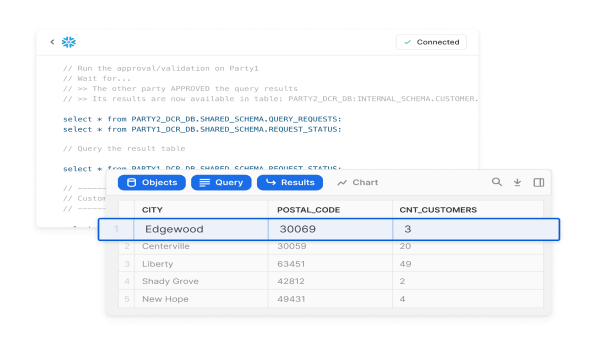 Connected
// Run the approval/validation on Party1
// Wait for...
// >> The other party APPROVED the query results
// >> Its results are now available in table: PARTY2_DCR_DB:INTERNAL_SCHEMA.CUSTOMER.
select * from PARTY2_DCR_DB.SHARED_SCHEMA.QUERY_REQUESTS:
select * from PARTY1_DCR_DB.SHARED_SCHEMA.REQUEST_STATUS:
// Query the result table
select * from PARTY1_DCR_DB.SHARED_SCHEMA.REQUEST_STATUS:
// ------
// Custom
// ------
Objects Query Results Chart
CITY POSTAL_CODE CNT_CUSTOMERS
1 Edgewood 30069 3
2 Centerville 30059 20
3 Liberty 63451 49
4 Shady Grove 42812 2
5 New Hope 49431 4